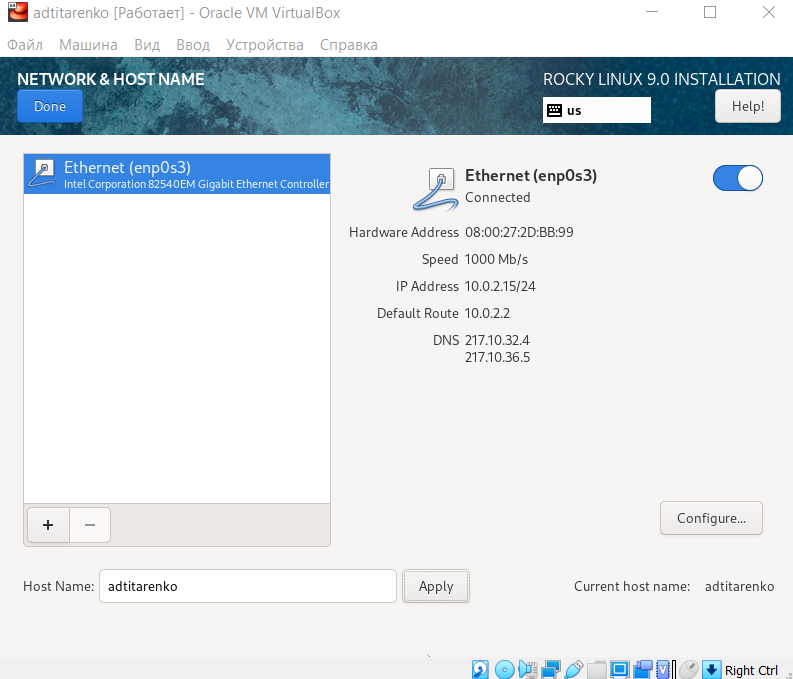 adtitarenko [Работает] - Oracle VM VirtualBox
Файл Машина Вид Ввод Устройства Справка
NETWORK & HOST NAME
ROCKY LINUX 9.0 INSTALLATION
Done
us
Help!
Ethernet (enp0s3)
Intel Corporation 82540EM Gigabit Ethernet Controller
Ethernet (enp0s3)
Connected
Hardware Address 08:00:27:2D:BB:99
Speed 1000 Mb/s
IP Address 10.0.2.15/24
Default Route 10.0.2.2
DNS 217.10.32.4
217.10.36.5
+ −
Configure...
Host Name: adtitarenko Apply Current host name: adtitarenko
Right Ctrl